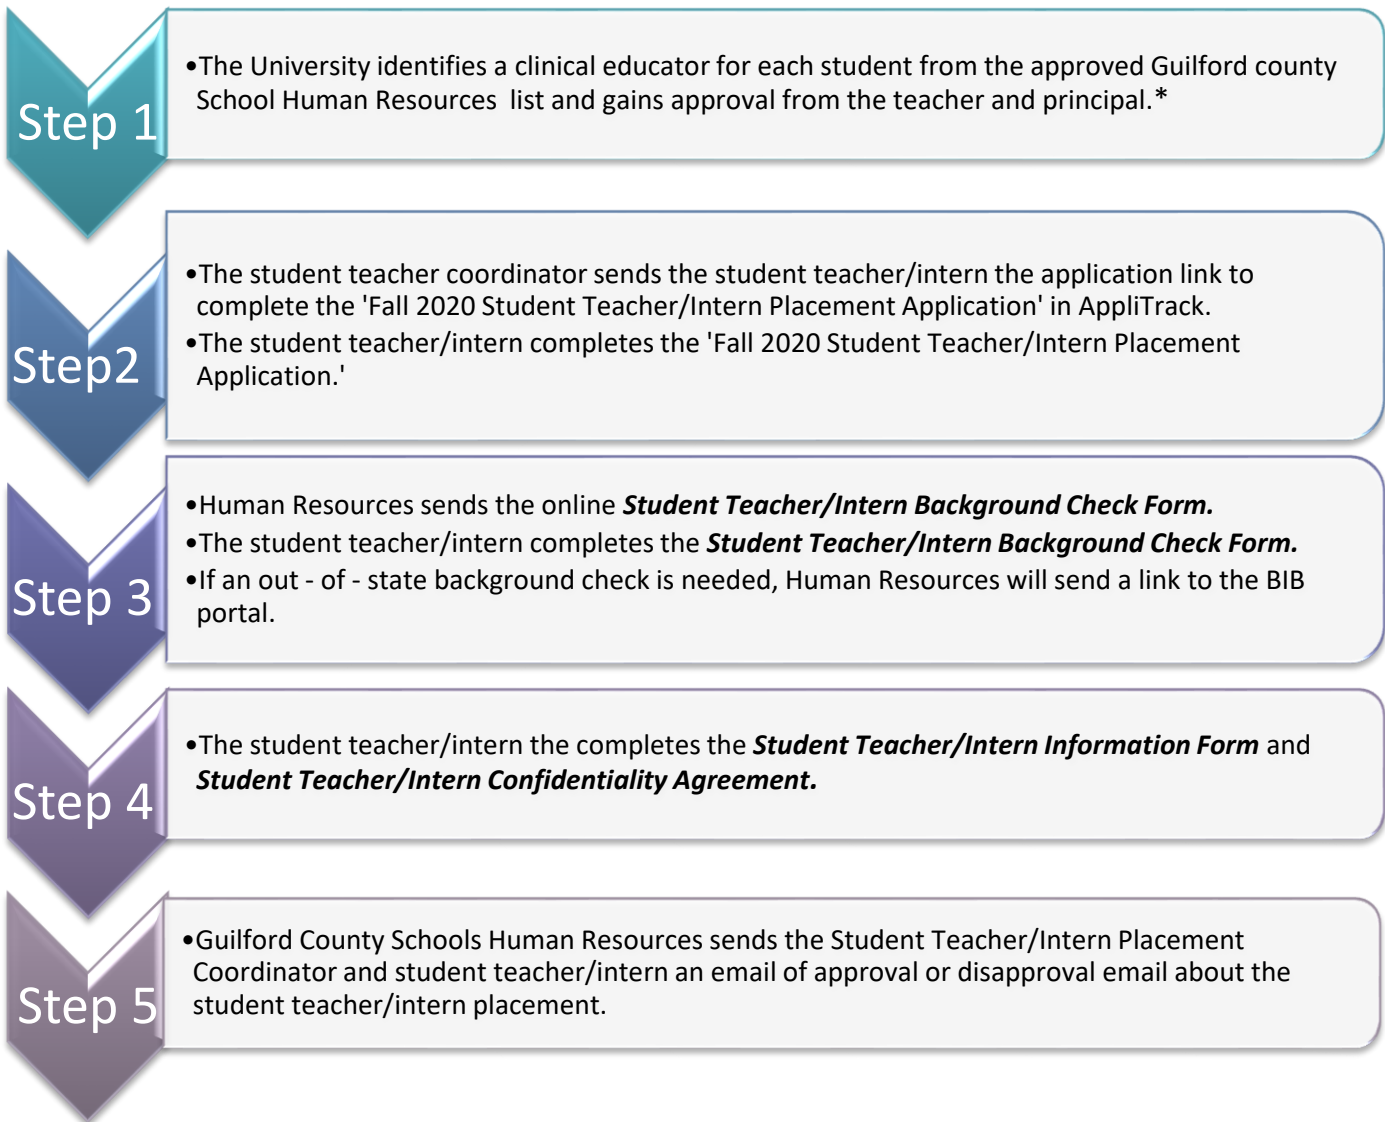 Step 1
•The University identifies a clinical educator for each student from the approved Guilford county
School Human Resources  list and gains approval from the teacher and principal.*
Step2
•The student teacher coordinator sends the student teacher/intern the application link to
complete the 'Fall 2020 Student Teacher/Intern Placement Application' in AppliTrack.
•The student teacher/intern completes the 'Fall 2020 Student Teacher/Intern Placement
Application.'
Step 3
•Human Resources sends the online Student Teacher/Intern Background Check Form.
•The student teacher/intern completes the Student Teacher/Intern Background Check Form.
•If an out - of - state background check is needed, Human Resources will send a link to the BIB
portal.
Step 4
•The student teacher/intern the completes the Student Teacher/Intern Information Form and
Student Teacher/Intern Confidentiality Agreement.
Step 5
•Guilford County Schools Human Resources sends the Student Teacher/Intern Placement
Coordinator and student teacher/intern an email of approval or disapproval email about the
student teacher/intern placement.